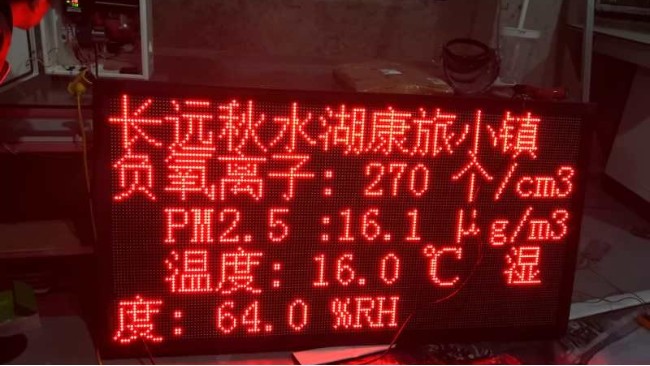 长远秋水湖康旅小镇
负氧离子: 270 个/cm3
PM2.5 :16.1 μg/m3
温度: 16.0 ℃ 湿
度: 64.0 %RH